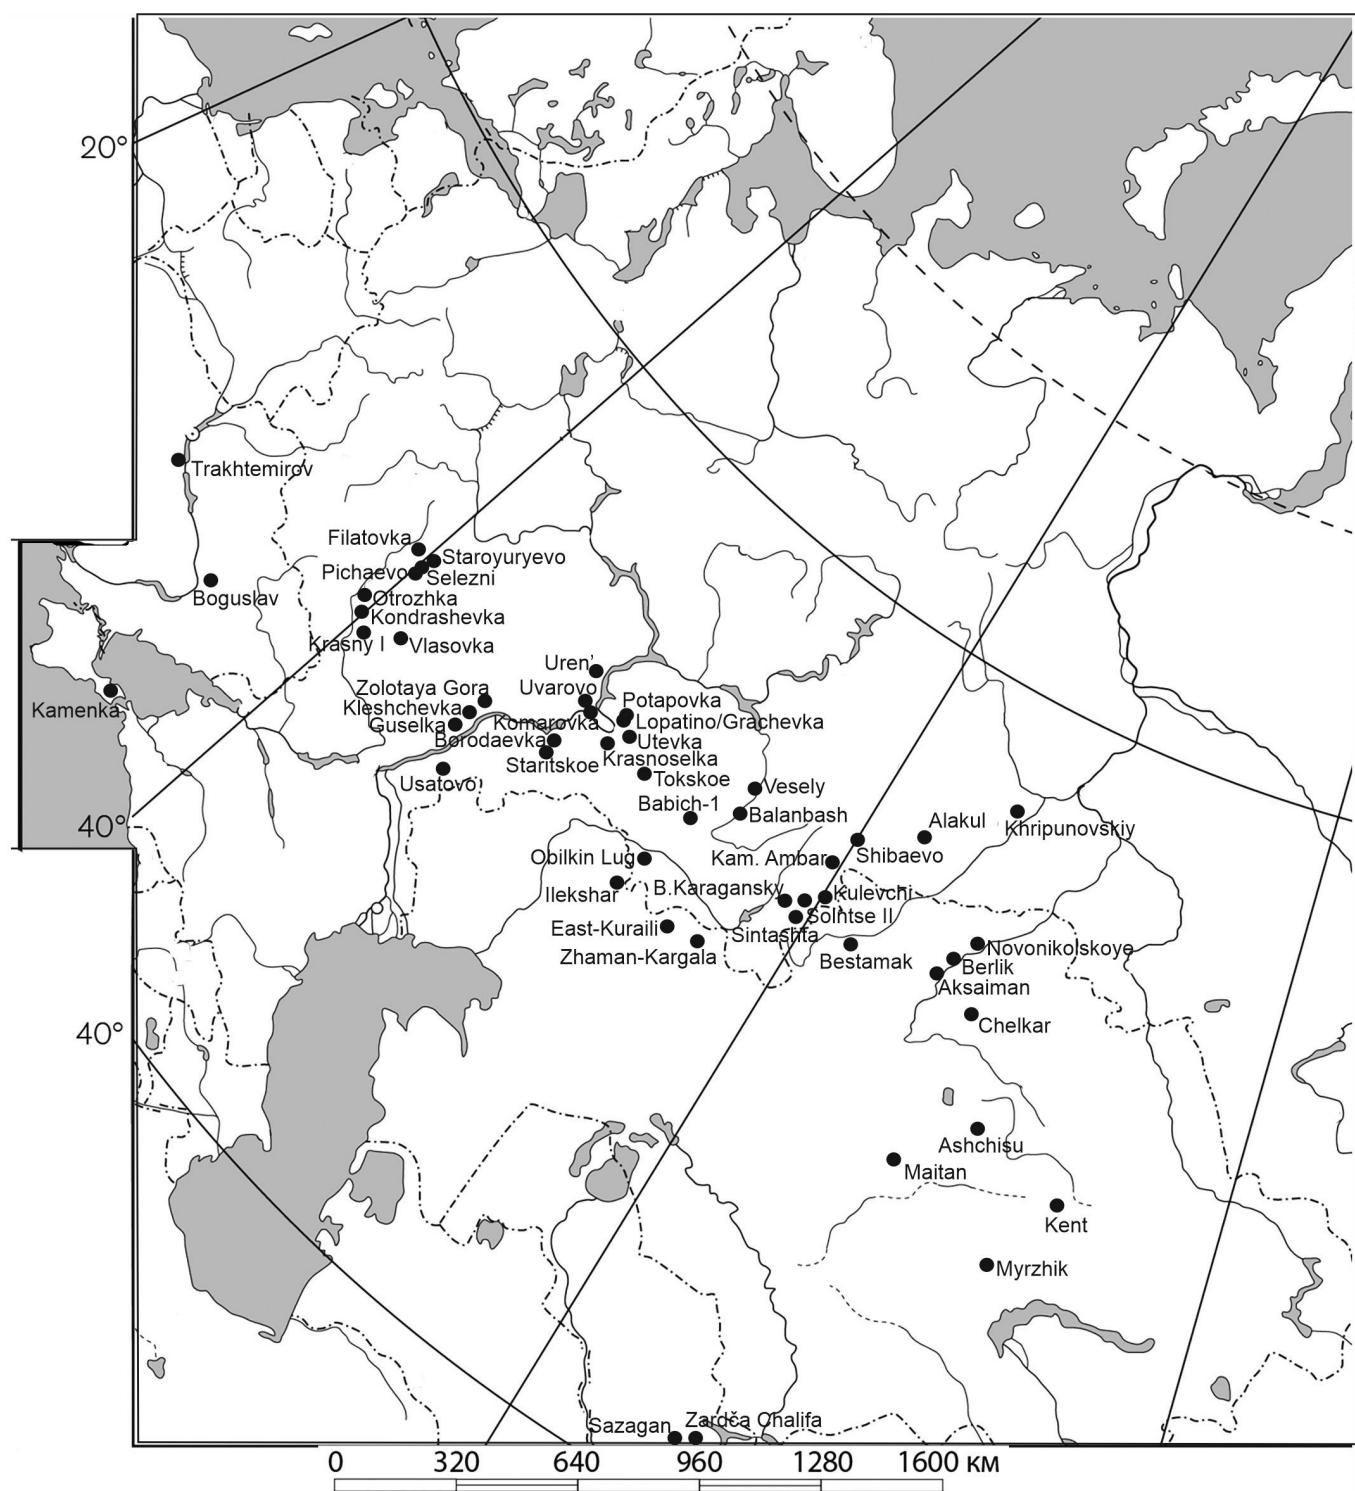 20°
Trakhtemirov
Filatovka
Staroyuryevo
Pichaevo
Selezni
Boguslav
Otrozhka
Kondrashevka
Krasny I
Vlasovka
Uren'
Kamenka
Zolotaya Gora
Uvarovo
Potapovka
Kleshchevka
Guselka
Komarovka
Lopatino/Grachevka
Borodaevka
Utevka
Staritskoe
Krasnoselka
Usatovo
Tokskoe
Vesely
Babich-1
Balanbash
40°
Alakul
Khripunovskiy
Obilkin Lug
Kam. Ambar
Shibaevo
Ilekshar
B.Karagansky
Kulevchi
Solntse II
East-Kuraili
Sintashta
Zhaman-Kargala
Bestamak
Novonikolskoye
Berlik
Aksaiman
Chelkar
40°
Ashchisu
Maitan
Kent
Myrzhik
Sazagan
Zardča Chalifa
0 320 640 960 1280 1600 км